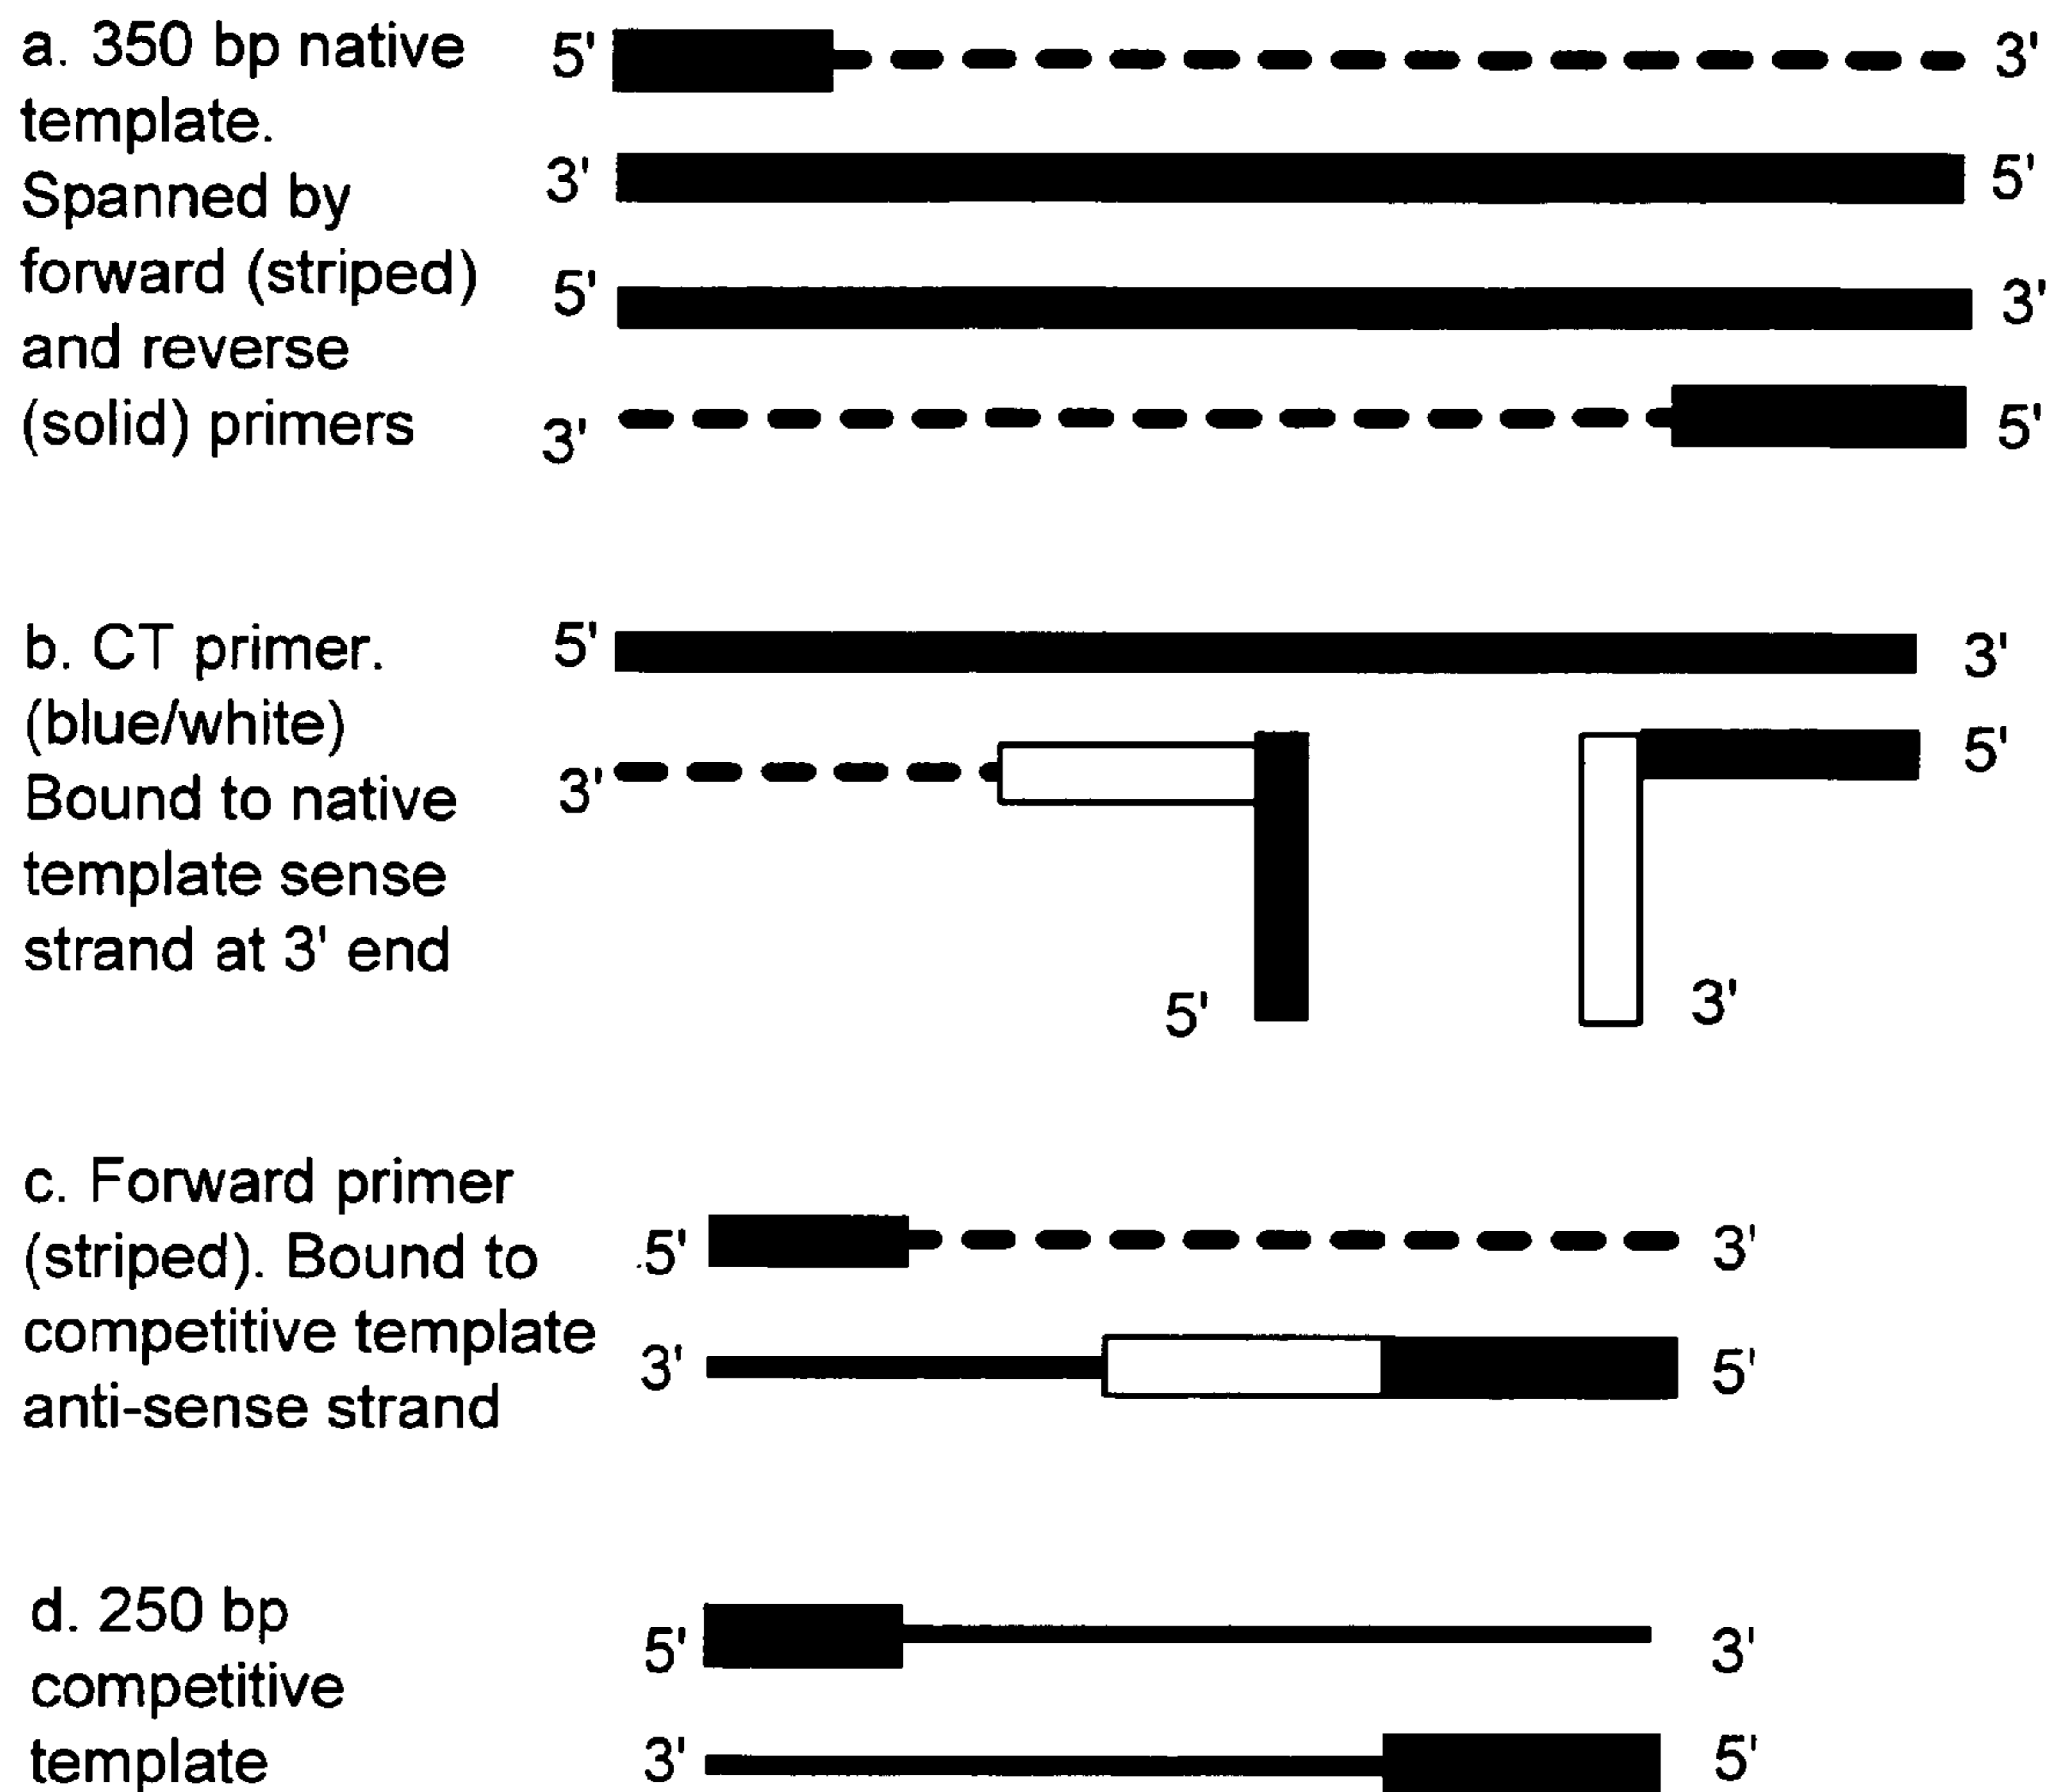 a. 350 bp native
template.
Spanned by
forward (striped)
and reverse
(solid) primers
5' 3'
3' 5'
5' 3'
3' 5'
b. CT primer.
(blue/white)
Bound to native
template sense
strand at 3' end
5' 3'
3' 5'
5' 3'
c. Forward primer
(striped). Bound to
competitive template
anti-sense strand
5' 3'
3' 5'
d. 250 bp
competitive
template
5' 3'
3' 5'